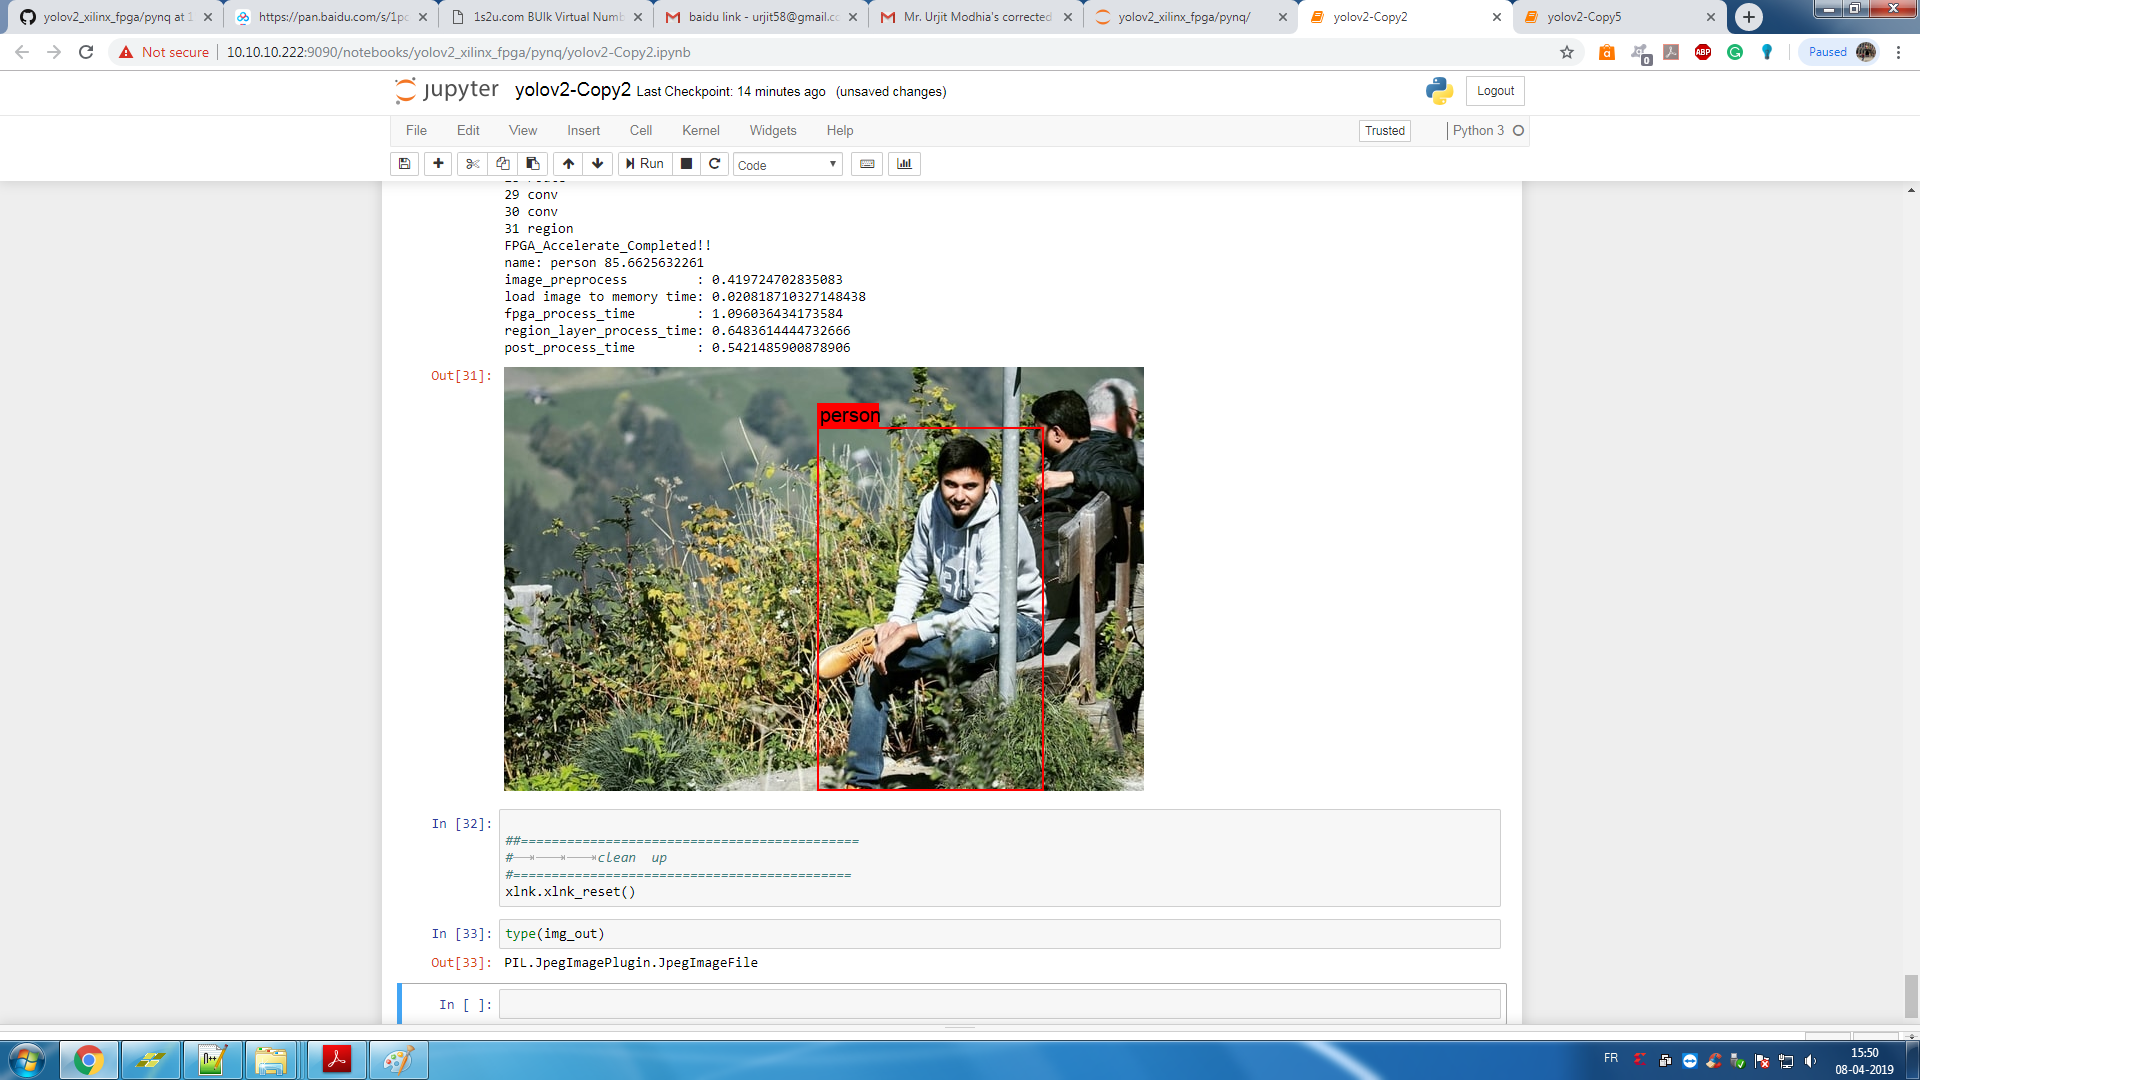 yolov2_xilinx_fpga/pynq at 1
https://pan.baidu.com/s/1pc
1s2u.com BUlk Virtual Numb
baidu link - urjit58@gmail.cc
Mr. Urjit Modhia's corrected
yolov2_xilinx_fpga/pynq/
yolov2-Copy2
yolov2-Copy5
Not secure | 10.10.10.222:9090/notebooks/yolov2_xilinx_fpga/pynq/yolov2-Copy2.ipynb
ABP
0
Paused
jupyter yolov2-Copy2 Last Checkpoint: 14 minutes ago (unsaved changes)
Logout
File Edit View Insert Cell Kernel Widgets Help
Trusted
Python 3
Run
Code
29 conv
30 conv
31 region
FPGA_Accelerate_Completed!!
name: person 85.6625632261
image_preprocess : 0.419724702835083
load image to memory time: 0.020818710327148438
fpga_process_time : 1.096036434173584
region_layer_process_time: 0.6483614444732666
post_process_time : 0.5421485900878906
Out[31]:
person
In [32]:
##============================================
#clean up
#============================================
xlnk.xlnk_reset()
In [33]: type(img_out)
Out[33]: PIL.JpegImagePlugin.JpegImageFile
In [ ]:
FR
15:50
08-04-2019